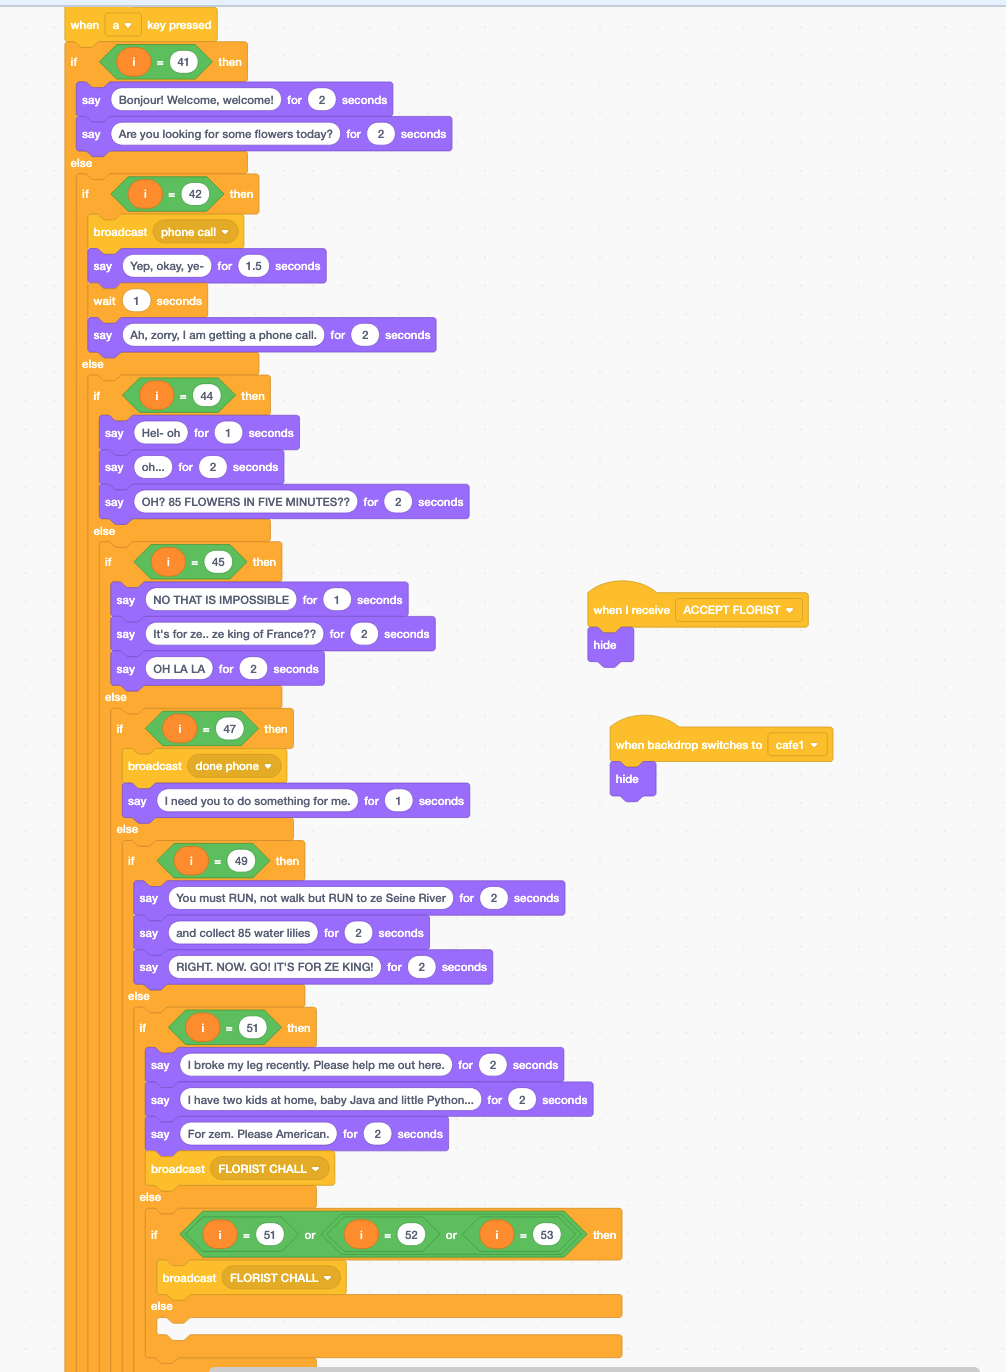 when a key pressed
if i = 41 then
say Bonjour! Welcome, welcome! for 2 seconds
say Are you looking for some flowers today? for 2 seconds
else
if i = 42 then
broadcast phone call
say Yep, okay, ye- for 1.5 seconds
wait 1 seconds
say Ah, zorry, I am getting a phone call. for 2 seconds
else
if i = 44 then
say Hel- oh for 1 seconds
say oh... for 2 seconds
say OH? 85 FLOWERS IN FIVE MINUTES?? for 2 seconds
else
if i = 45 then
say NO THAT IS IMPOSSIBLE for 1 seconds
say It's for ze.. ze king of France?? for 2 seconds
say OH LA LA for 2 seconds
else
if i = 47 then
broadcast done phone
say I need you to do something for me. for 1 seconds
else
if i = 49 then
say You must RUN, not walk but RUN to ze Seine River for 2 seconds
say and collect 85 water lilies for 2 seconds
say RIGHT. NOW. GO! IT'S FOR ZE KING! for 2 seconds
else
if i = 51 then
say I broke my leg recently. Please help me out here. for 2 seconds
say I have two kids at home, baby Java and little Python... for 2 seconds
say For zem. Please American. for 2 seconds
broadcast FLORIST CHALL
else
if i = 51 or i = 52 or i = 53 then
broadcast FLORIST CHALL
else
when I receive ACCEPT FLORIST
hide
when backdrop switches to cafe1
hide